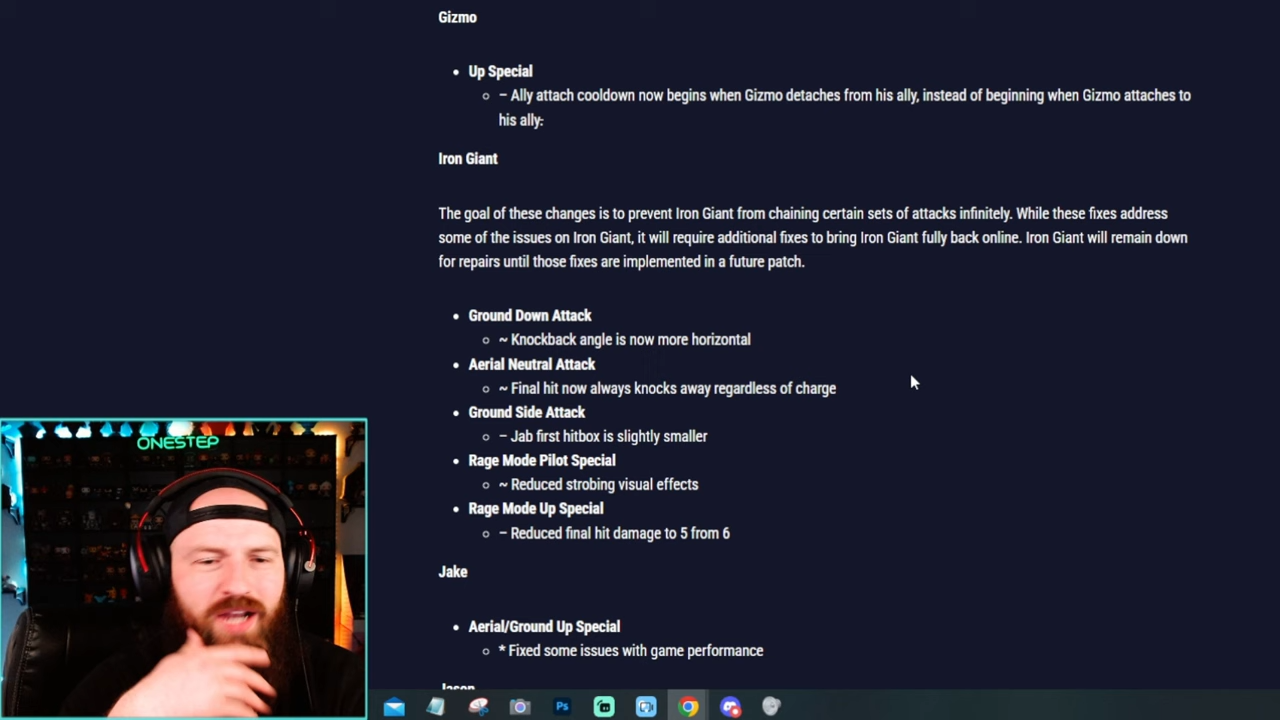 Gizmo
Up Special
– Ally attach cooldown now begins when Gizmo detaches from his ally, instead of beginning when Gizmo attaches to
his ally.
Iron Giant
The goal of these changes is to prevent Iron Giant from chaining certain sets of attacks infinitely. While these fixes address
some of the issues on Iron Giant, it will require additional fixes to bring Iron Giant fully back online. Iron Giant will remain down
for repairs until those fixes are implemented in a future patch.
Ground Down Attack
~ Knockback angle is now more horizontal
Aerial Neutral Attack
~ Final hit now always knocks away regardless of charge
Ground Side Attack
– Jab first hitbox is slightly smaller
Rage Mode Pilot Special
~ Reduced strobing visual effects
Rage Mode Up Special
– Reduced final hit damage to 5 from 6
Jake
Aerial/Ground Up Special
* Fixed some issues with game performance
Jason
ONESTEP
Ps